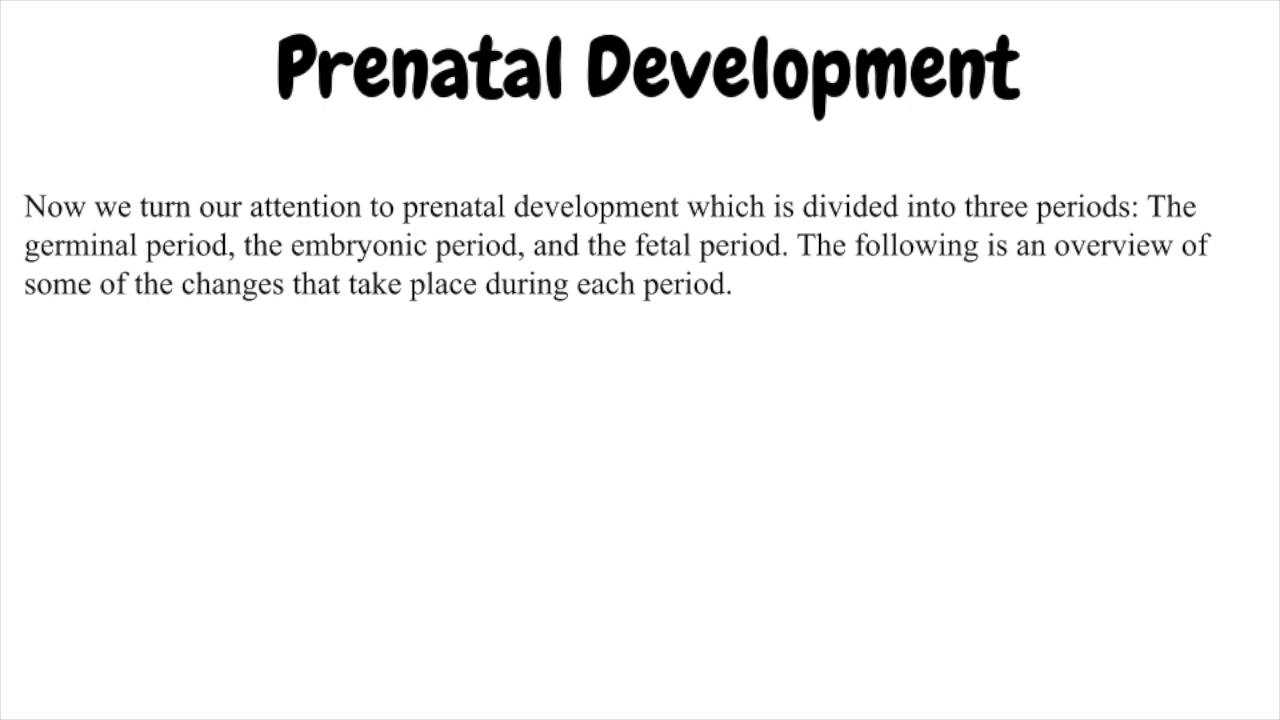 Prenatal Development
Now we turn our attention to prenatal development which is divided into three periods: The
germinal period, the embryonic period, and the fetal period. The following is an overview of
some of the changes that take place during each period.